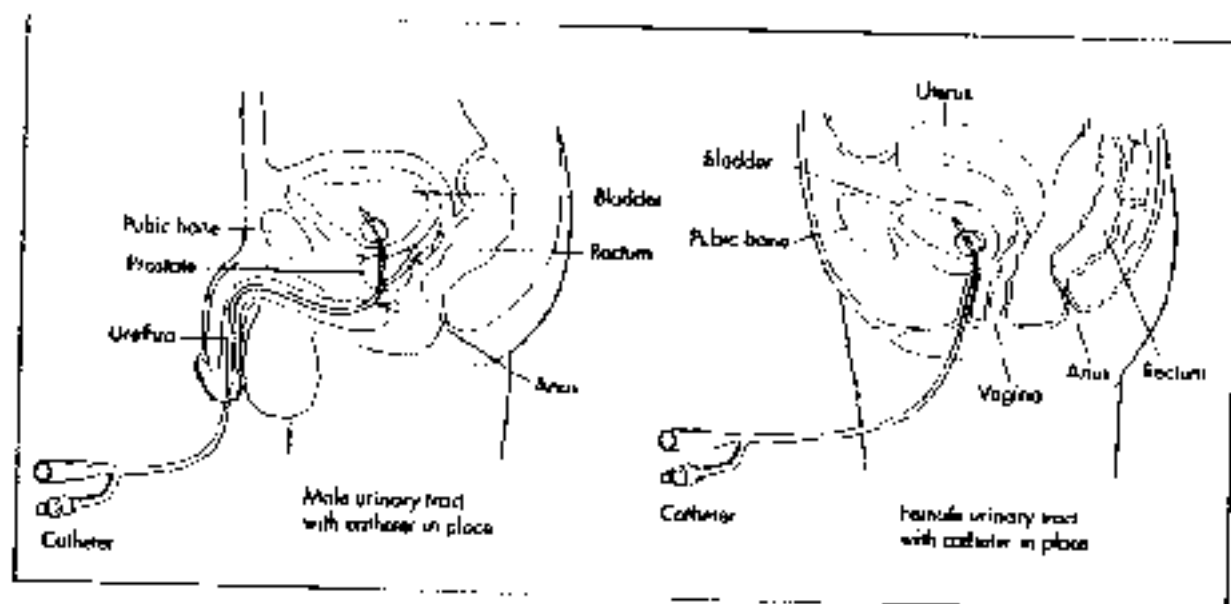 Pubic bone
Prostate
Urethra
Bladder
Rectum
Anus
Catheter
Male urinary tract
with catheter in place
Uterus
Bladder
Pubic bone
Vagina
Anus
Rectum
Catheter
Female urinary tract
with catheter in place